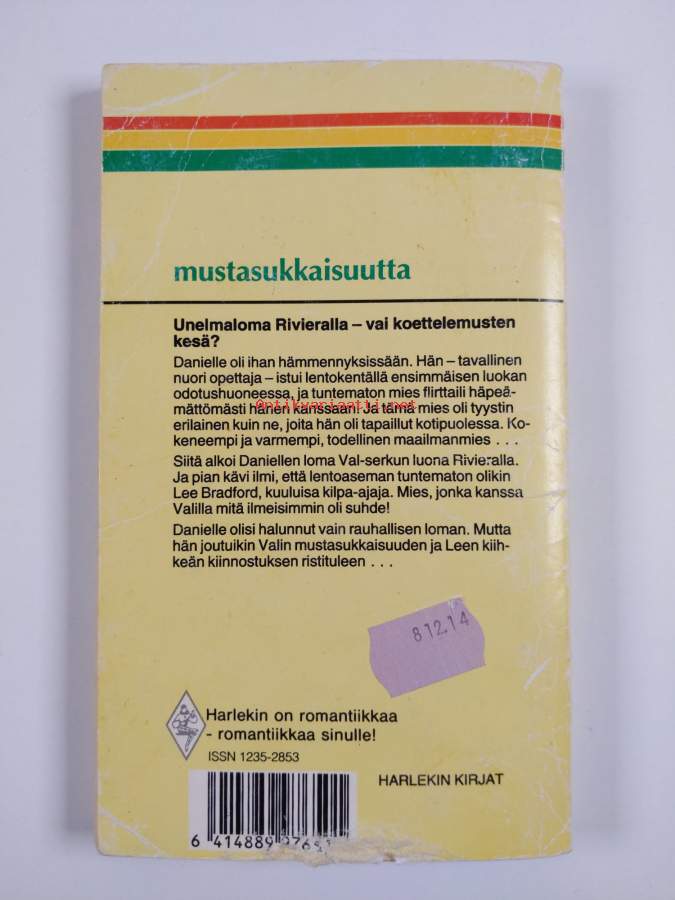 mustasukkaisuutta
Unelmaloma Rivieralla – vai koettelemusten
kesä?
Danielle oli ihan hämmennyksissään. Hän – tavallinen
nuori opettaja – istui lentokentällä ensimmäisen luokan
odotushuoneessa, ja tuntematon mies flirttaili häpeä-
mättömästi hänen kanssaan! Ja tämä mies oli tyystin
erilainen kuin ne, joita hän oli tapaillut kotipuolessa. Ko-
keneempi ja varmempi, todellinen maailmanmies . . .
Siitä alkoi Daniellen loma Val-serkun luona Rivieralla.
Ja pian kävi ilmi, että lentoaseman tuntematon olikin
Lee Bradford, kuuluisa kilpa-ajaja. Mies, jonka kanssa
Valilla mitä ilmeisimmin oli suhde!
Danielle olisi halunnut vain rauhallisen loman. Mutta
hän joutuikin Valin mustasukkaisuuden ja Leen kiih-
keän kiinnostuksen ristituleen . . .
Antikvariaatti.net
812.14
Harlekin on romantiikkaa
- romantiikkaa sinulle!
ISSN 1235-2853
HARLEKIN KIRJAT
6 414889